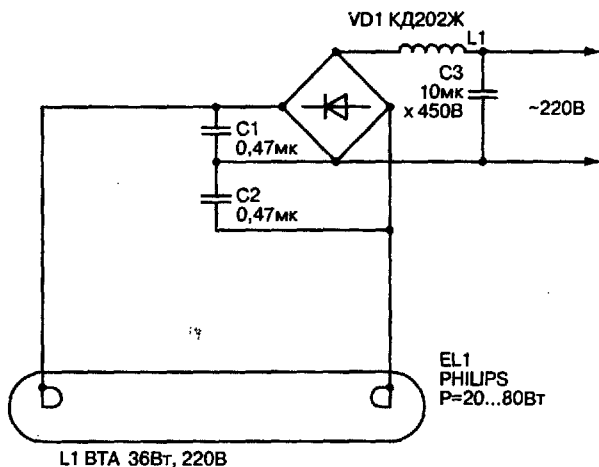 VD1 КД202Ж
L1
C3
10мк
x 450В
~220В
C1
0,47мк
C2
0,47мк
EL1
PHILIPS
P=20...80Вт
L1 BTA 36Вт, 220В